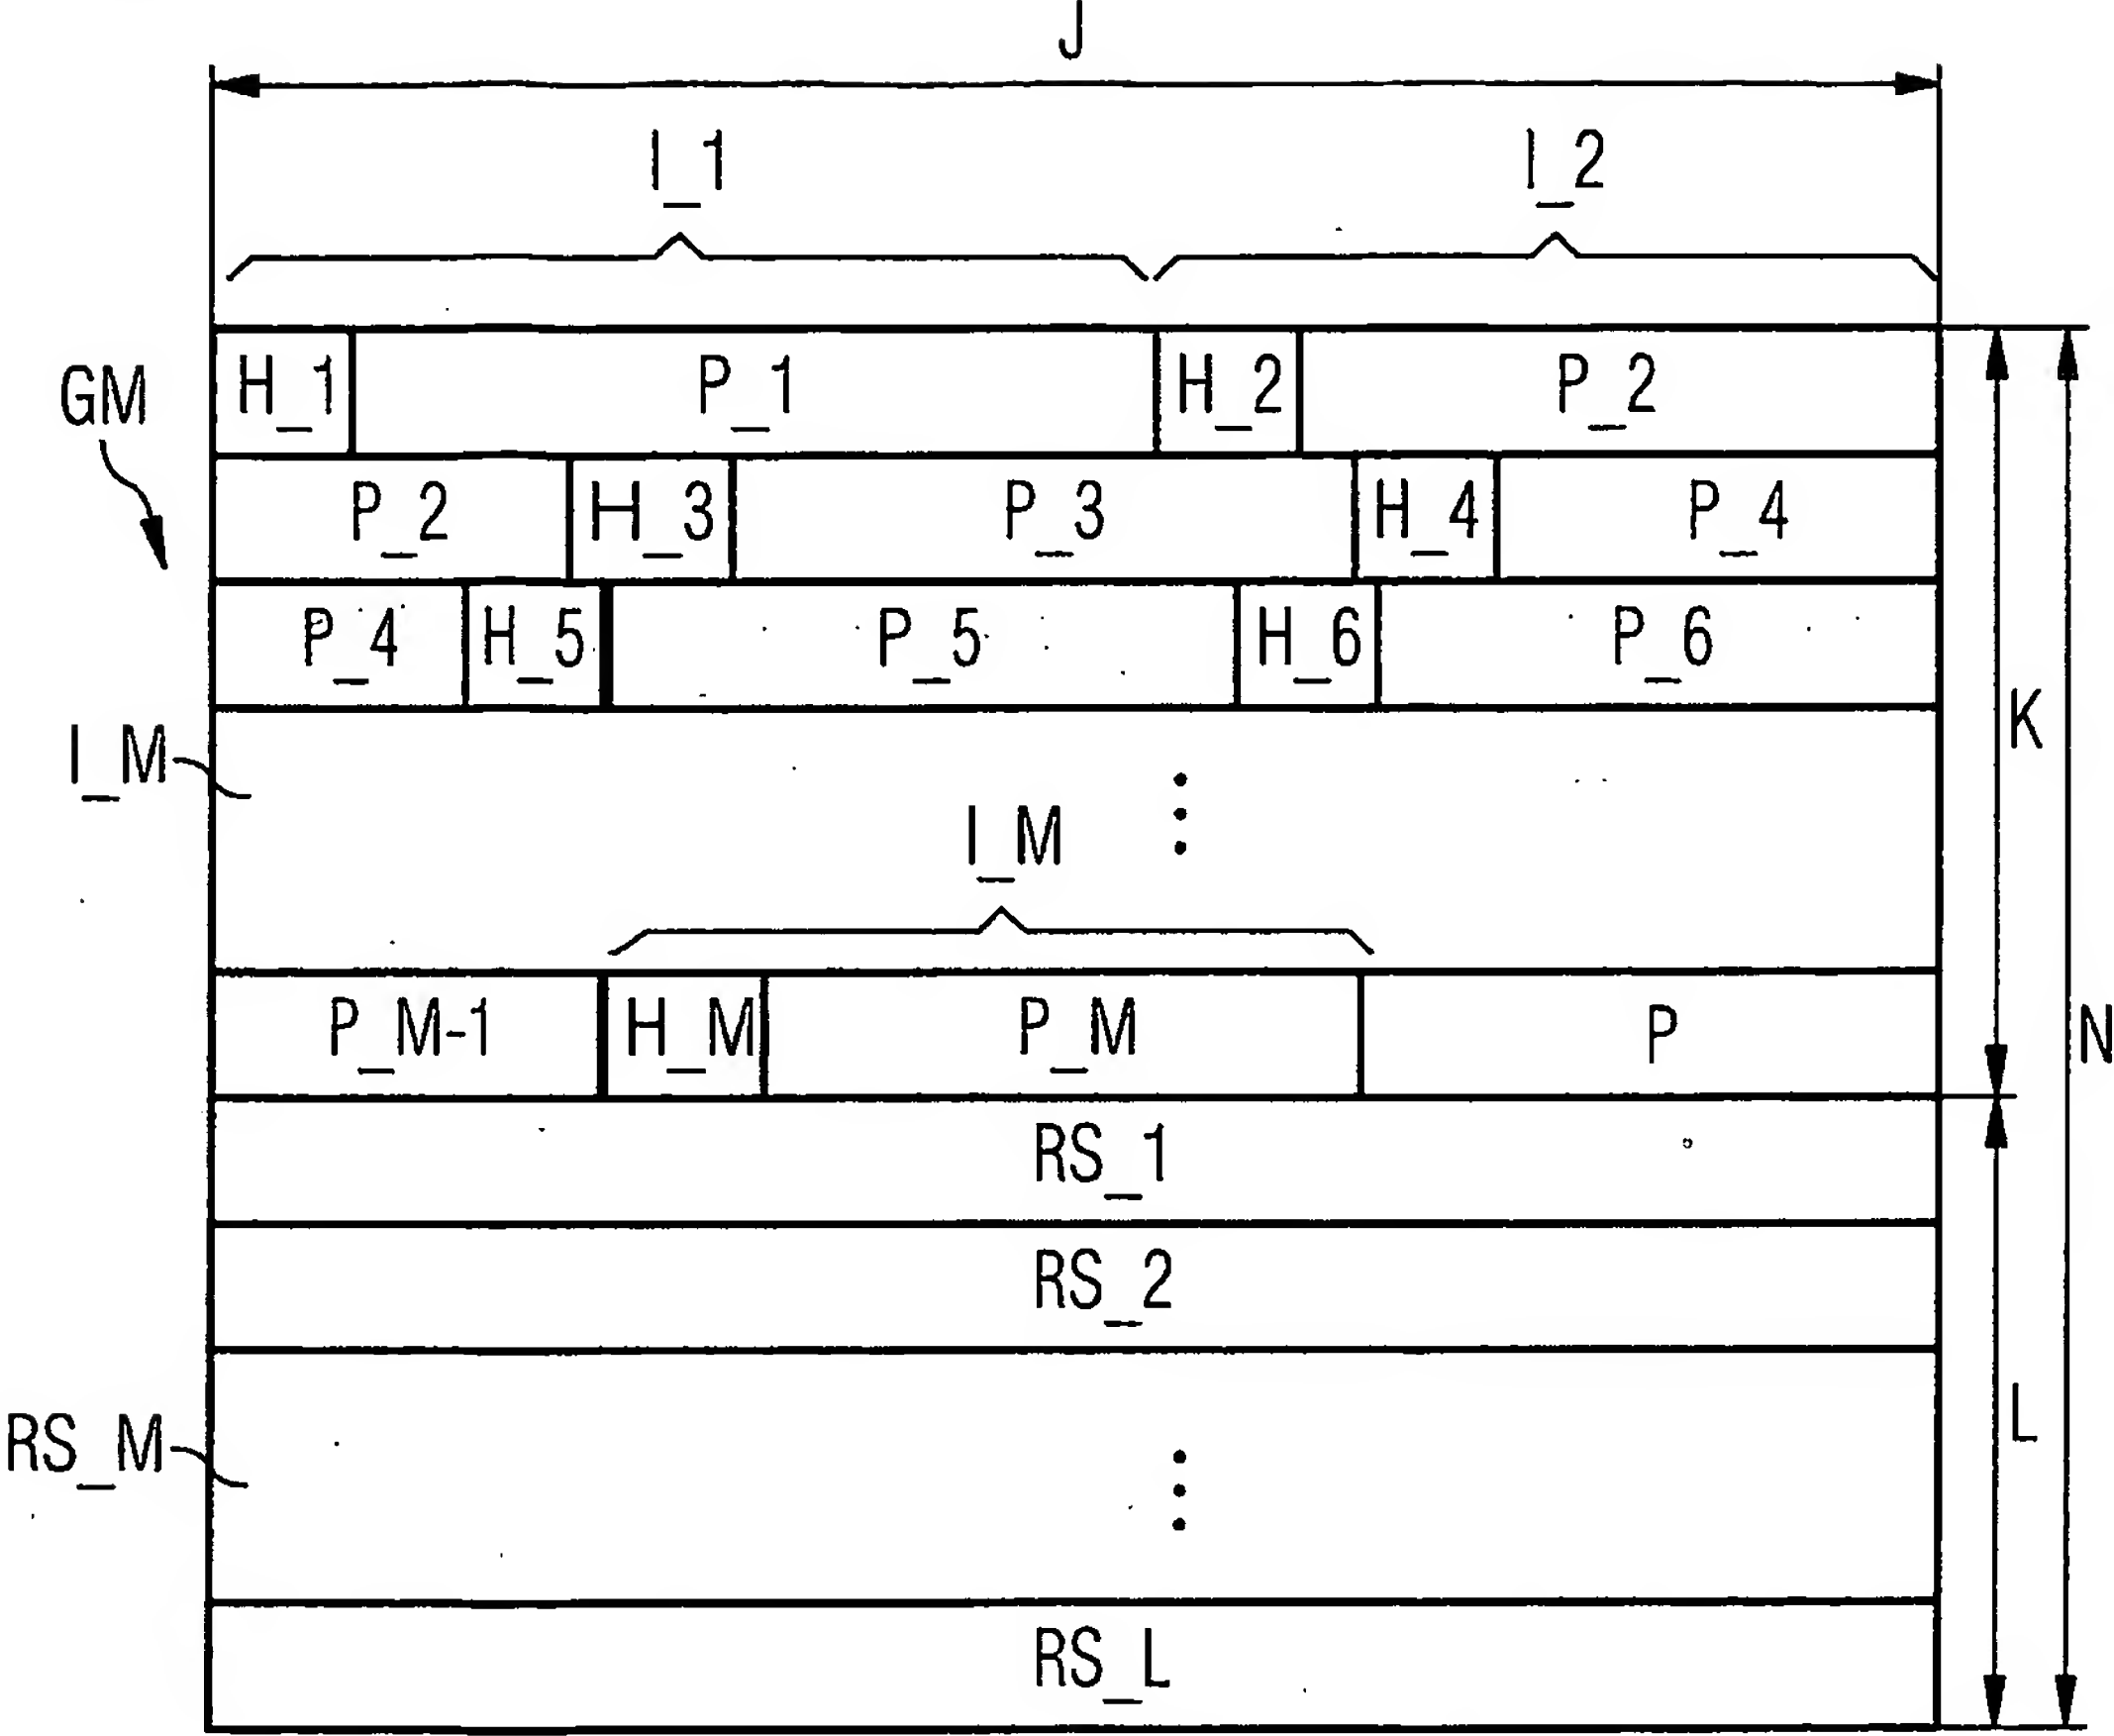 J
I_1 I_2
GM H_1 P_1 H_2 P_2
P_2 H_3 P_3 H_4 P_4
P_4 H_5 P_5 H_6 P_6
K
I_M
I_M
P_M-1 H_M P_M P N
RS_1
RS_2
L
RS_M
RS_L